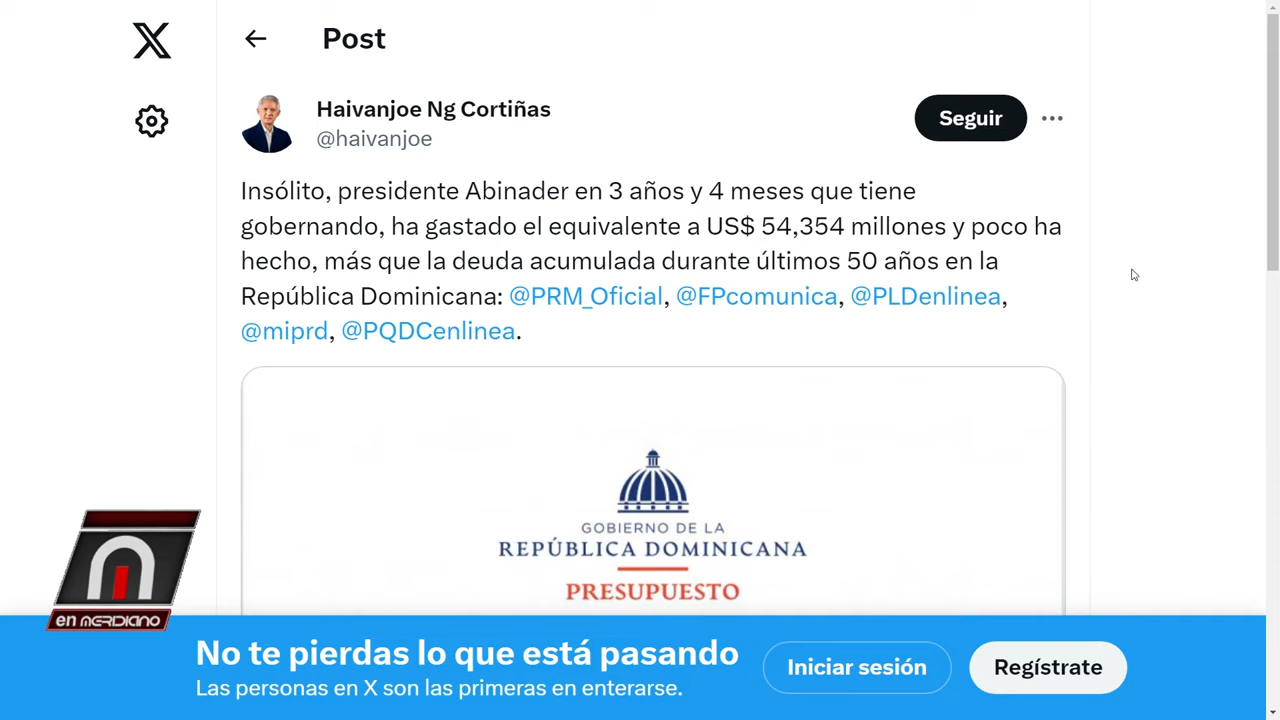 Post
Haivanjoe Ng Cortiñas
@haivanjoe
Seguir
Insólito, presidente Abinader en 3 años y 4 meses que tiene
gobernando, ha gastado el equivalente a US$ 54,354 millones y poco ha
hecho, más que la deuda acumulada durante últimos 50 años en la
República Dominicana: @PRM_Oficial, @FPcomunica, @PLDenlinea,
@miprd, @PQDCenlinea.
GOBIERNO DE LA
REPÚBLICA DOMINICANA
PRESUPUESTO
en MERIDIANO
No te pierdas lo que está pasando
Las personas en X son las primeras en enterarse.
Iniciar sesión
Regístrate